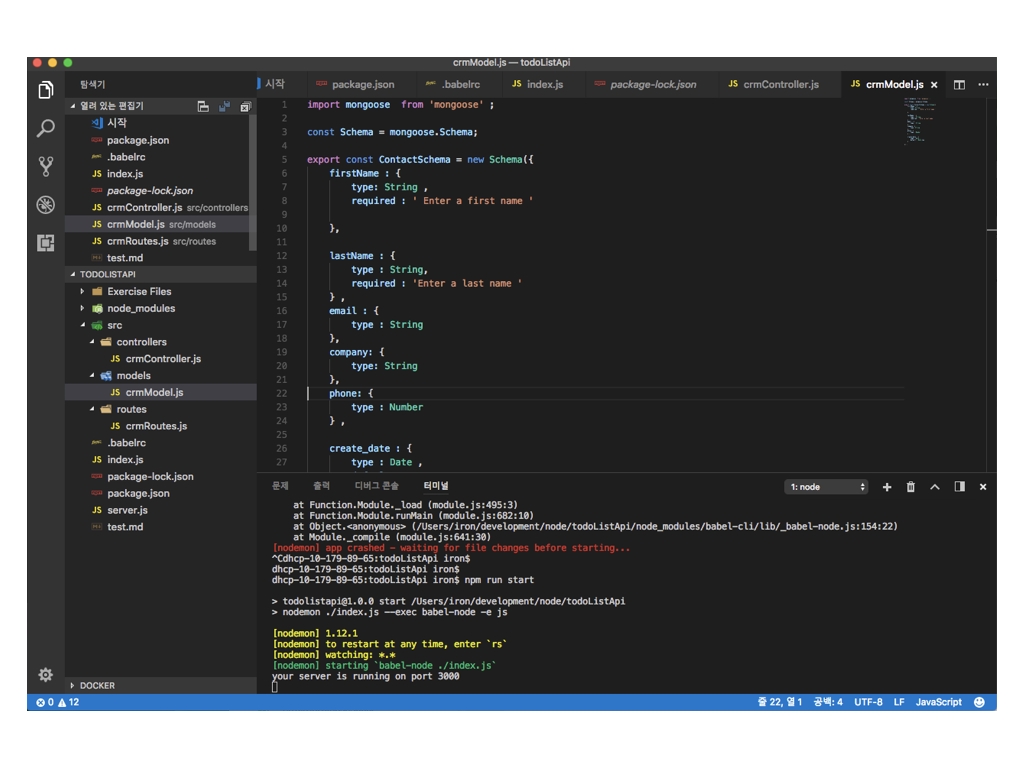 crmModel.js — todoListApi
탐색기
열려 있는 편집기
시작
package.json
.babelrc
index.js
package-lock.json
crmController.js src/controllers
crmModel.js src/models
crmRoutes.js src/routes
test.md
TODOLISTAPI
Exercise Files
node_modules
src
controllers
crmController.js
models
crmModel.js
routes
crmRoutes.js
.babelrc
index.js
package-lock.json
package.json
server.js
test.md
DOCKER
시작 package.json .babelrc JS index.js package-lock.json JS crmController.js JS crmModel.js ×
1 import mongoose  from 'mongoose' ;
2
3 const Schema = mongoose.Schema;
4
5 export const ContactSchema = new Schema({
6     firstName : {
7         type: String ,
8         required : ' Enter a first name '
9
10     },
11
12     lastName : {
13         type : String,
14         required : 'Enter a last name '
15     } ,
16     email : {
17         type : String
18     },
19     company: {
20         type: String
21     },
22     phone: {
23         type : Number
24     } ,
25
26     create_date : {
27         type : Date ,
문제 출력 디버그 콘솔 터미널 1: node
    at Function.Module._load (module.js:495:3)
    at Function.Module.runMain (module.js:682:10)
    at Object.<anonymous> (/Users/iron/development/node/todoListApi/node_modules/babel-cli/lib/_babel-node.js:154:22)
    at Module._compile (module.js:641:30)
[nodemon] app crashed - waiting for file changes before starting...
^Cdhcp-10-179-89-65:todoListApi iron$
dhcp-10-179-89-65:todoListApi iron$
dhcp-10-179-89-65:todoListApi iron$ npm run start
> todolistapi@1.0.0 start /Users/iron/development/node/todoListApi
> nodemon ./index.js --exec babel-node -e js
[nodemon] 1.12.1
[nodemon] to restart at any time, enter `rs`
[nodemon] watching: *.*
[nodemon] starting `babel-node ./index.js`
your server is running on port 3000
0 12 줄 22, 열 1 공백: 4 UTF-8 LF JavaScript